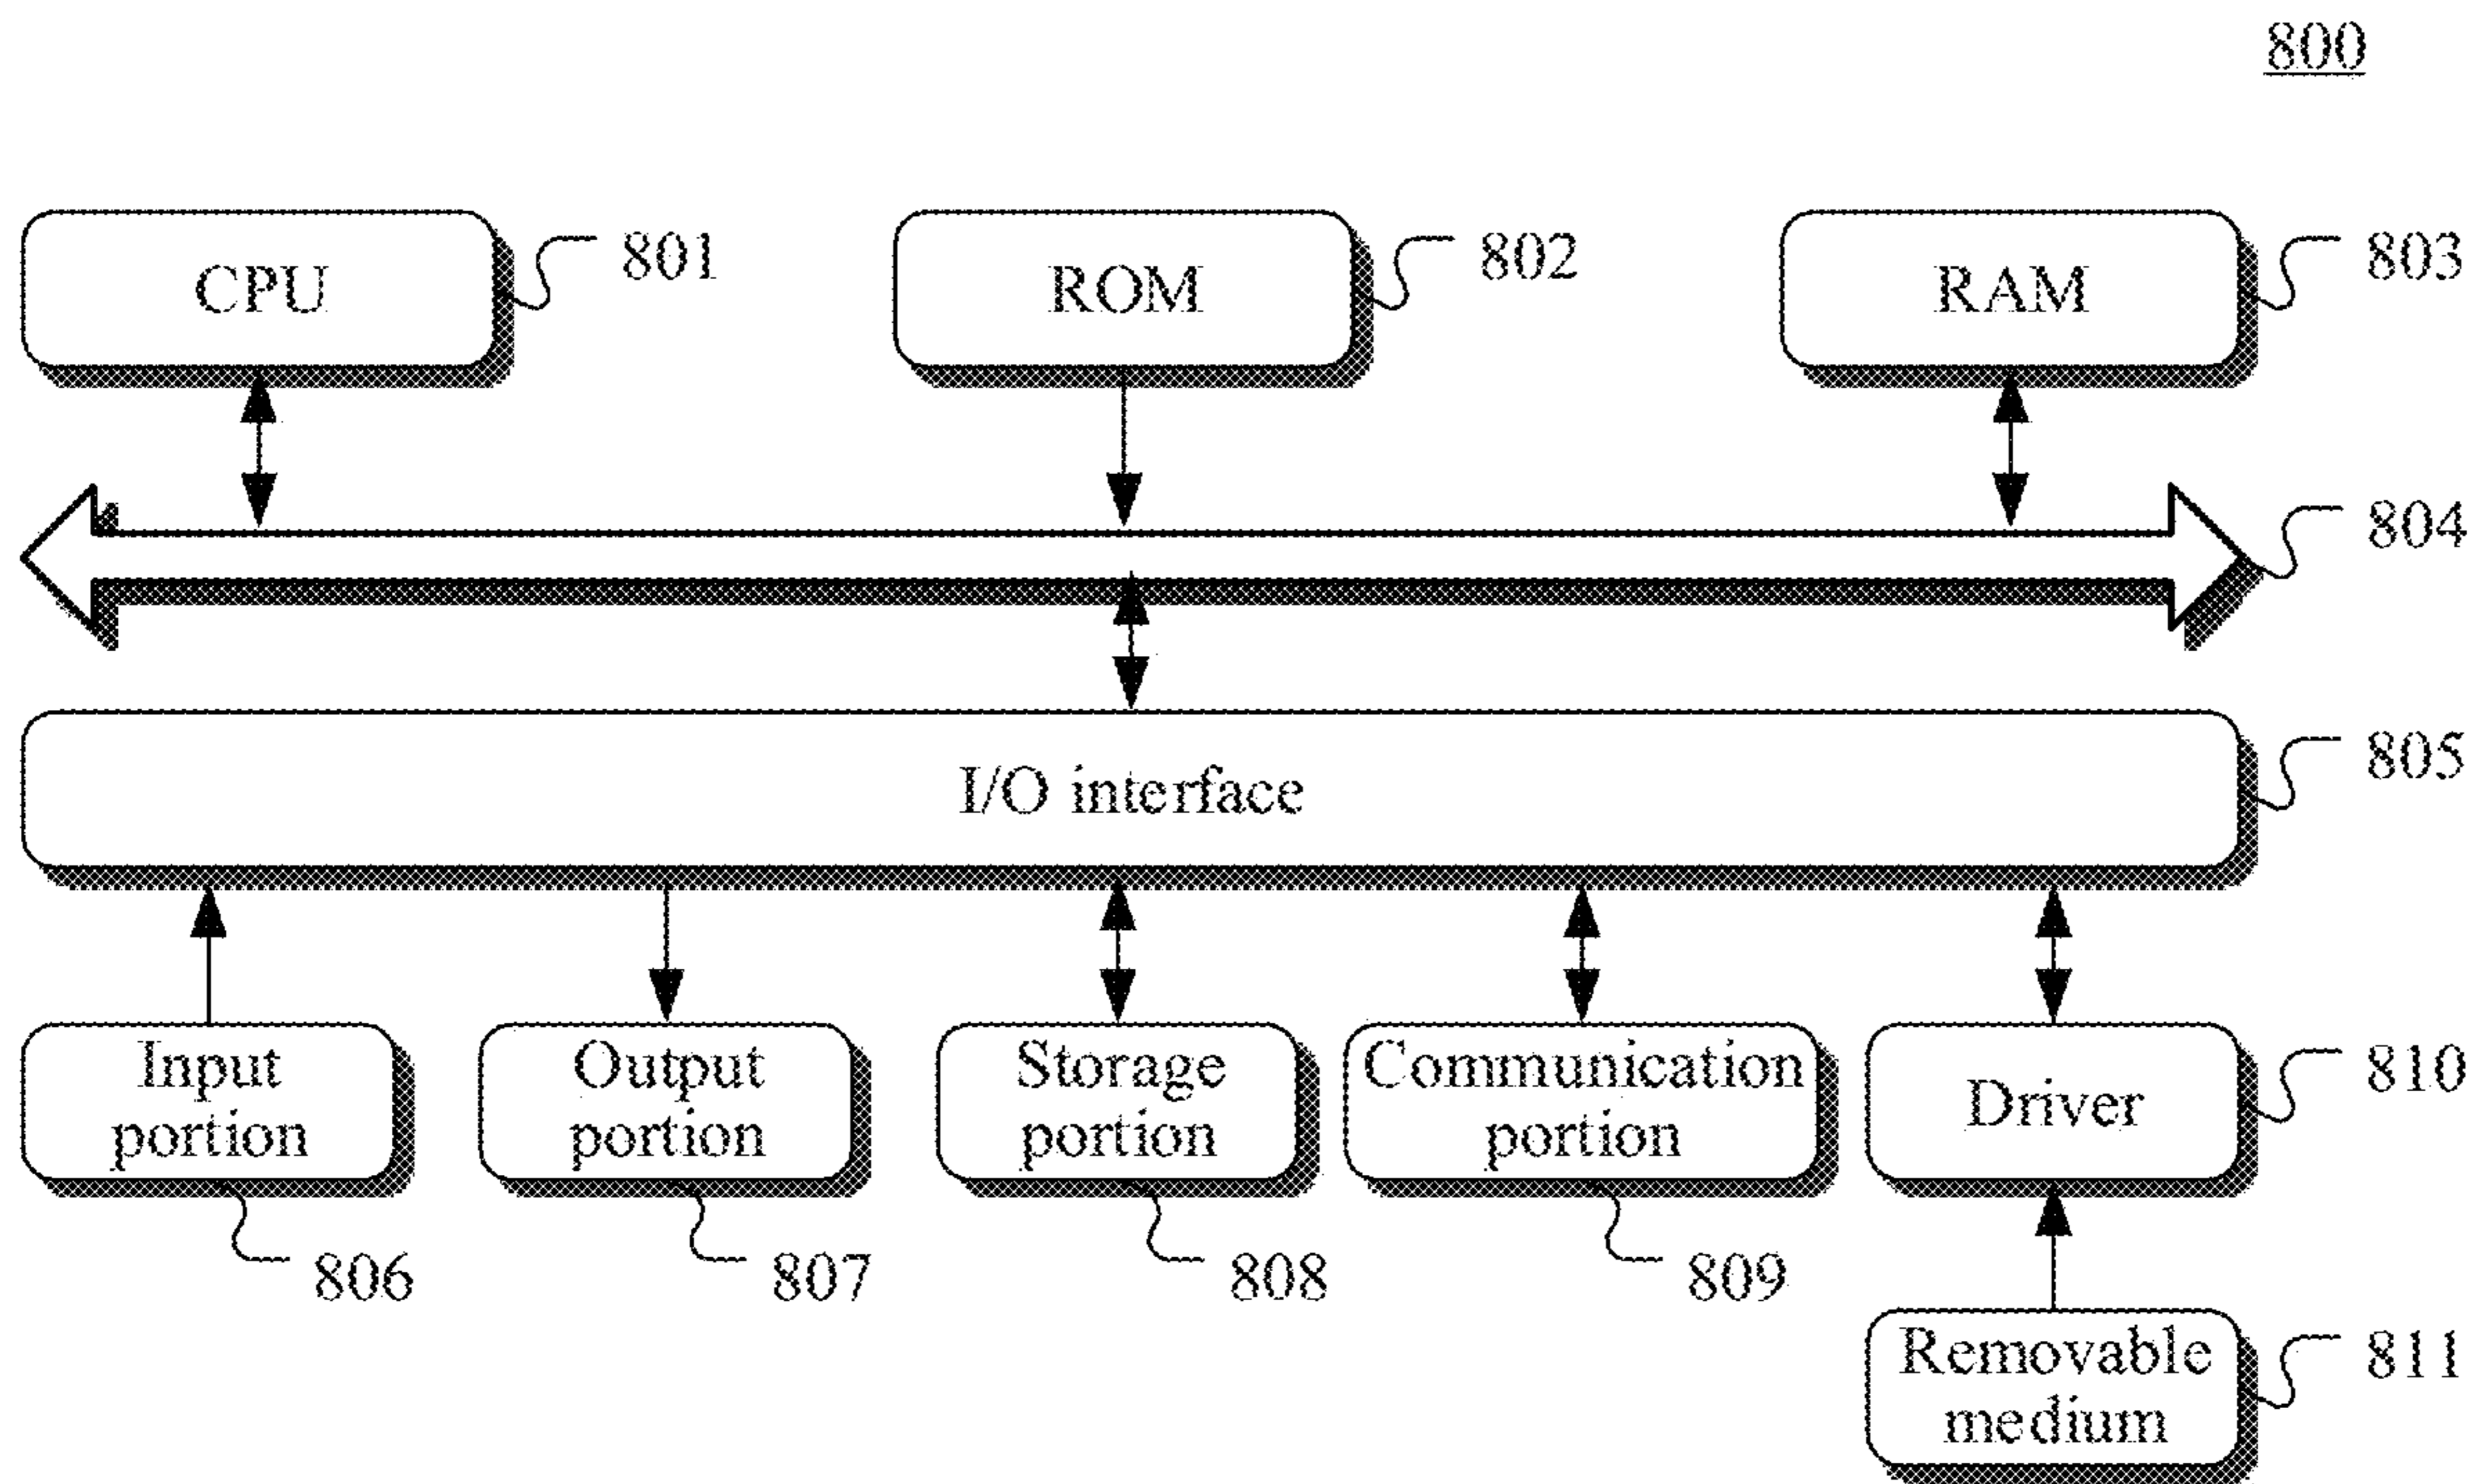 800
CPU
801
ROM
802
RAM
803
804
I/O interface
805
Input
portion
806
Output
portion
807
Storage
portion
808
Communication
portion
809
Driver
810
Removable
medium
811